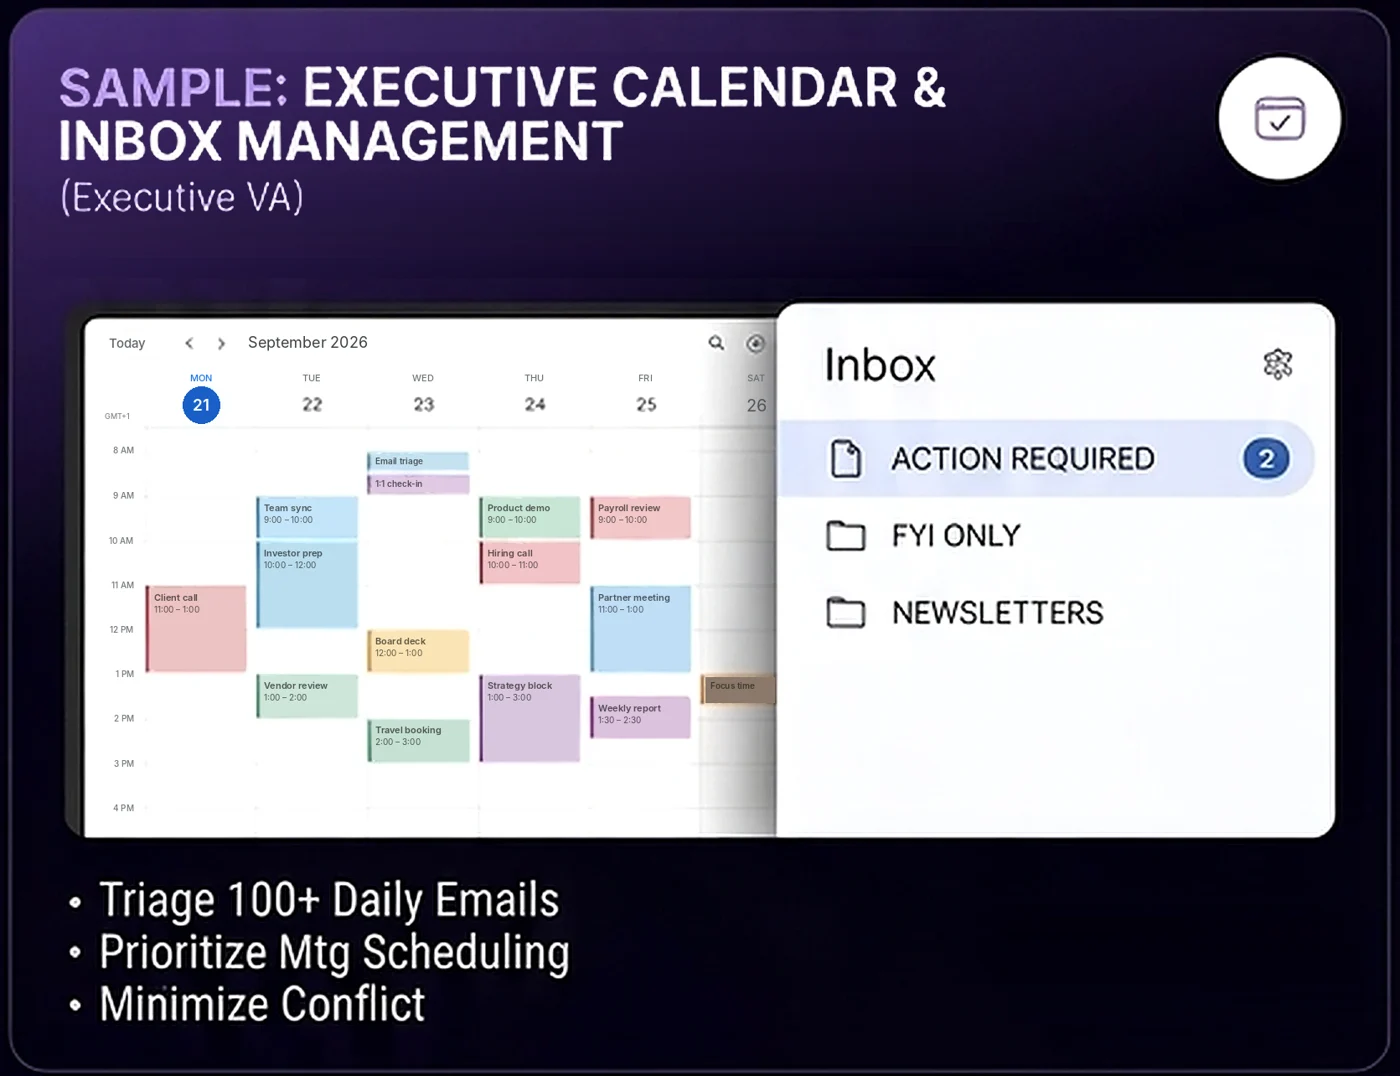 SAMPLE: EXECUTIVE CALENDAR &
INBOX MANAGEMENT
(Executive VA)
Today
September 2026
MON
TUE
WED
THU
FRI
SAT
21
22
23
24
25
26
GMT+1
8 AM
9 AM
10 AM
11 AM
12 PM
1 PM
2 PM
3 PM
4 PM
Client call
11:00 – 1:00
Team sync
9:00 – 10:00
Investor prep
10:00 – 12:00
Vendor review
1:00 – 2:00
Email triage
1:1 check-in
Board deck
12:00 – 1:00
Travel booking
2:00 – 3:00
Product demo
9:00 – 10:00
Hiring call
10:00 – 11:00
Strategy block
1:00 – 3:00
Payroll review
9:00 – 10:00
Partner meeting
11:00 – 1:00
Weekly report
1:30 – 2:30
Focus time
Inbox
ACTION REQUIRED
2
FYI ONLY
NEWSLETTERS
• Triage 100+ Daily Emails
• Prioritize Mtg Scheduling
• Minimize Conflict